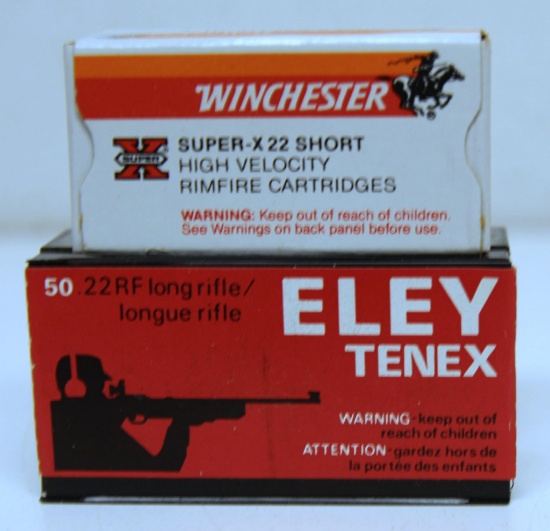 WINCHESTER
®
X
SUPER
SUPER-X 22 SHORT
HIGH VELOCITY
RIMFIRE CARTRIDGES
WARNING: Keep out of reach of children.
See Warnings on back panel before use.
50 .22RF long rifle/
longue rifle
ELEY
TENEX
WARNING-keep out of
reach of children
ATTENTION-gardez hors de
la portée des enfants